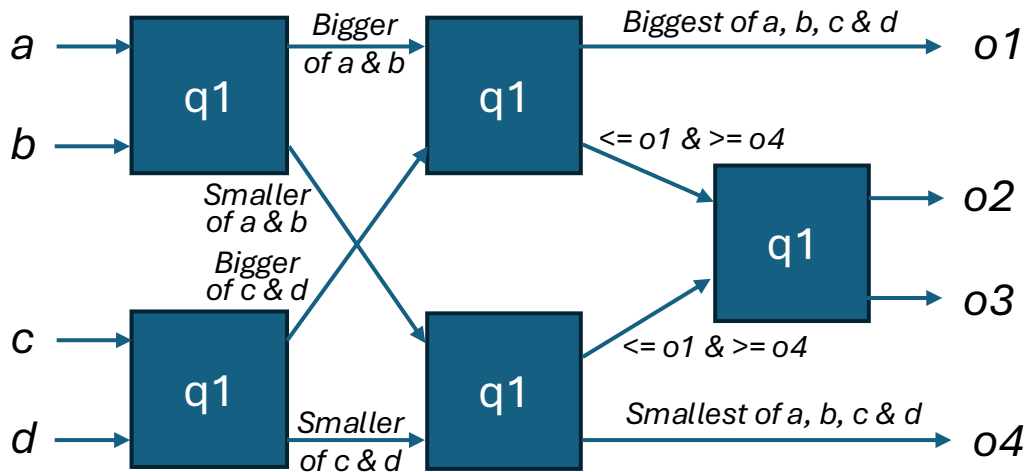 a
b
c
d
q1
q1
q1
q1
q1
Bigger
of a & b
Smaller
of a & b
Bigger
of c & d
Smaller
of c & d
Biggest of a, b, c & d
<= o1 & >= o4
<= o1 & >= o4
Smallest of a, b, c & d
o1
o2
o3
o4